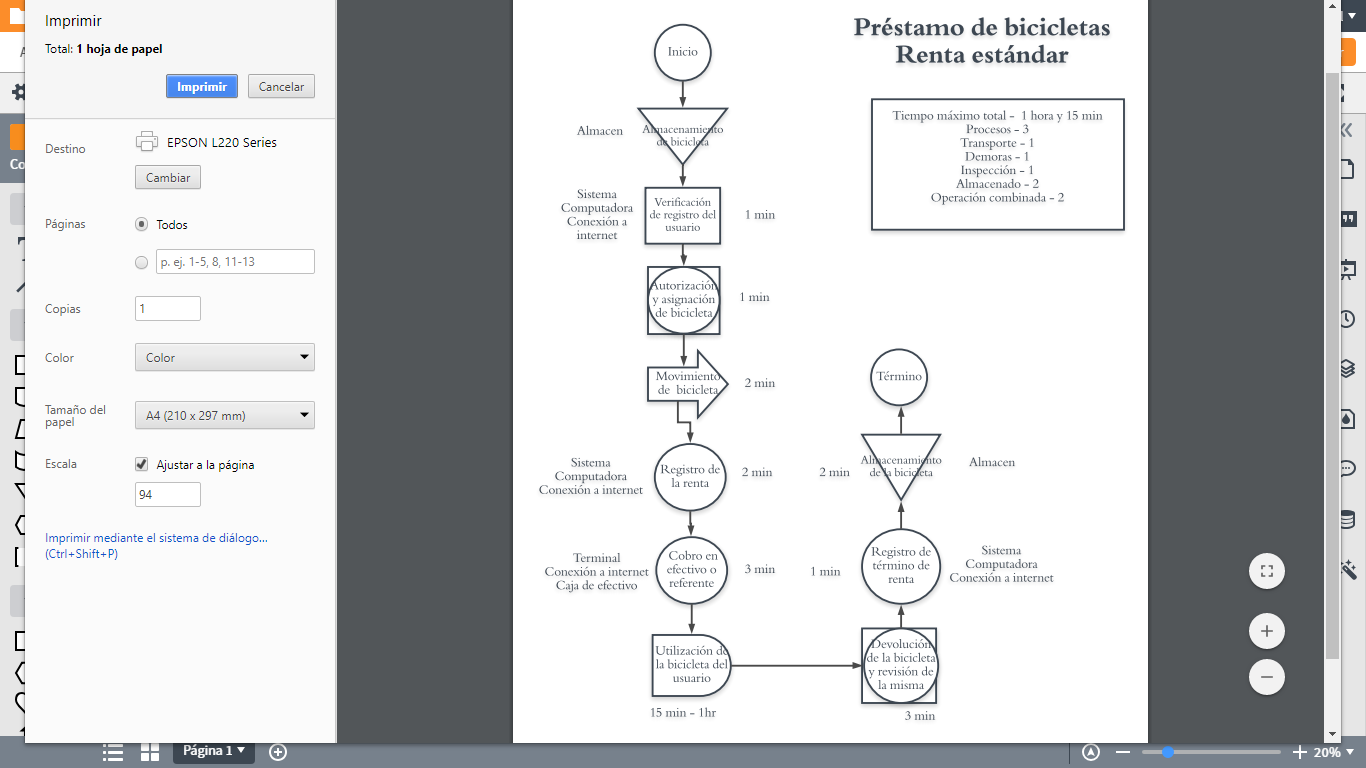 Imprimir
Total: 1 hoja de papel
Imprimir
Cancelar
Destino
EPSON L220 Series
Cambiar
Páginas
Todos
p. ej. 1-5, 8, 11-13
Copias
1
Color
Color
Tamaño del
papel
A4 (210 x 297 mm)
Escala
Ajustar a la página
94
Imprimir mediante el sistema de diálogo...
(Ctrl+Shift+P)
Co
Préstamo de bicicletas
Renta estándar
Tiempo máximo total - 1 hora y 15 min
Procesos - 3
Transporte - 1
Demoras - 1
Inspección - 1
Almacenado - 2
Operación combinada - 2
Inicio
Almacen
Almacenamiento
de bicicleta
Sistema
Computadora
Conexión a
internet
Verificación
de registro del
usuario
1 min
Autorización
y asignación
de bicicleta
1 min
Movimiento
de bicicleta
2 min
Sistema
Computadora
Conexión a internet
Registro de
la renta
2 min
Terminal
Conexión a internet
Caja de efectivo
Cobro en
efectivo o
referente
3 min
Utilización de
la bicicleta del
usuario
15 min - 1hr
Devolución
de la bicicleta
y revisión de
la misma
3 min
1 min
Registro de
término de
renta
Sistema
Computadora
Conexión a internet
2 min
Almacenamiento
de la bicicleta
Almacen
Término
Página 1
20%